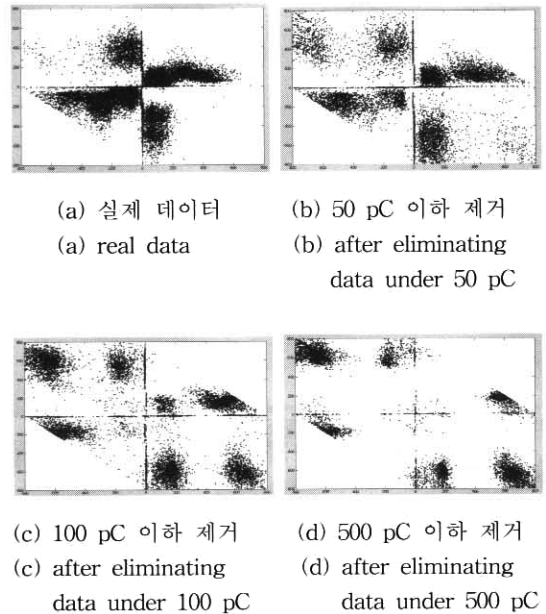 (a) 실제 데이터
(a) real data
(b) 50 pC 이하 제거
(b) after eliminating
data under 50 pC
(c) 100 pC 이하 제거
(c) after eliminating
data under 100 pC
(d) 500 pC 이하 제거
(d) after eliminating
data under 500 pC